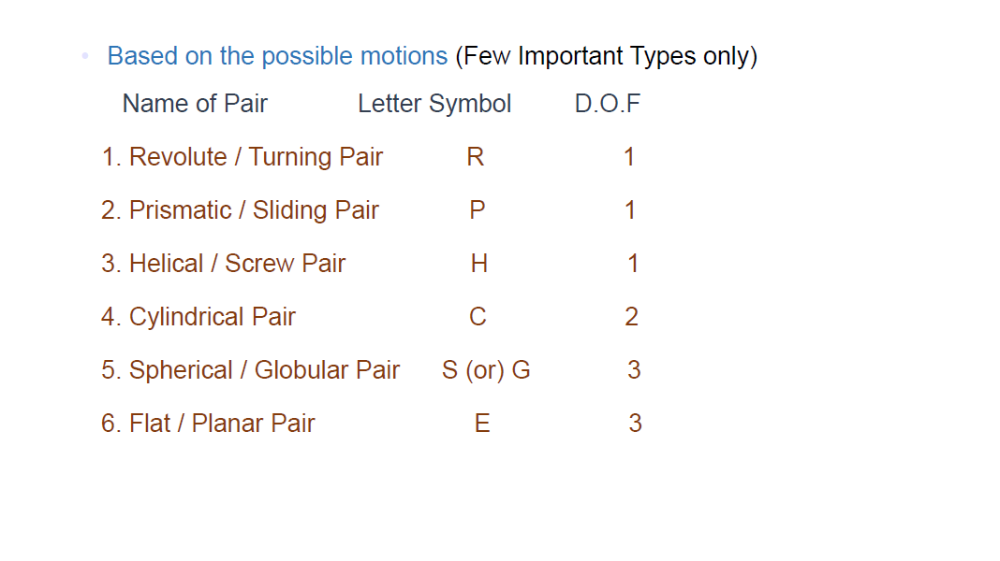 • Based on the possible motions (Few Important Types only)
Name of Pair Letter Symbol D.O.F
1. Revolute / Turning Pair R 1
2. Prismatic / Sliding Pair P 1
3. Helical / Screw Pair H 1
4. Cylindrical Pair C 2
5. Spherical / Globular Pair S (or) G 3
6. Flat / Planar Pair E 3